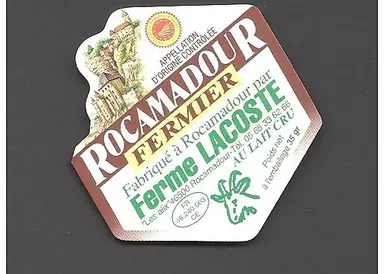 APPELLATION
D'ORIGINE CONTRÔLÉE
ROCAMADOUR
FERMIER
Fabriqué à Rocamadour par
Ferme LACOSTE
"Les alix" 46500 Rocamadour-Tél. 05 65 33 62 66
AU LAIT CRU
FR
46.240.003
CE
Poids net
à l'emballage 35 gr